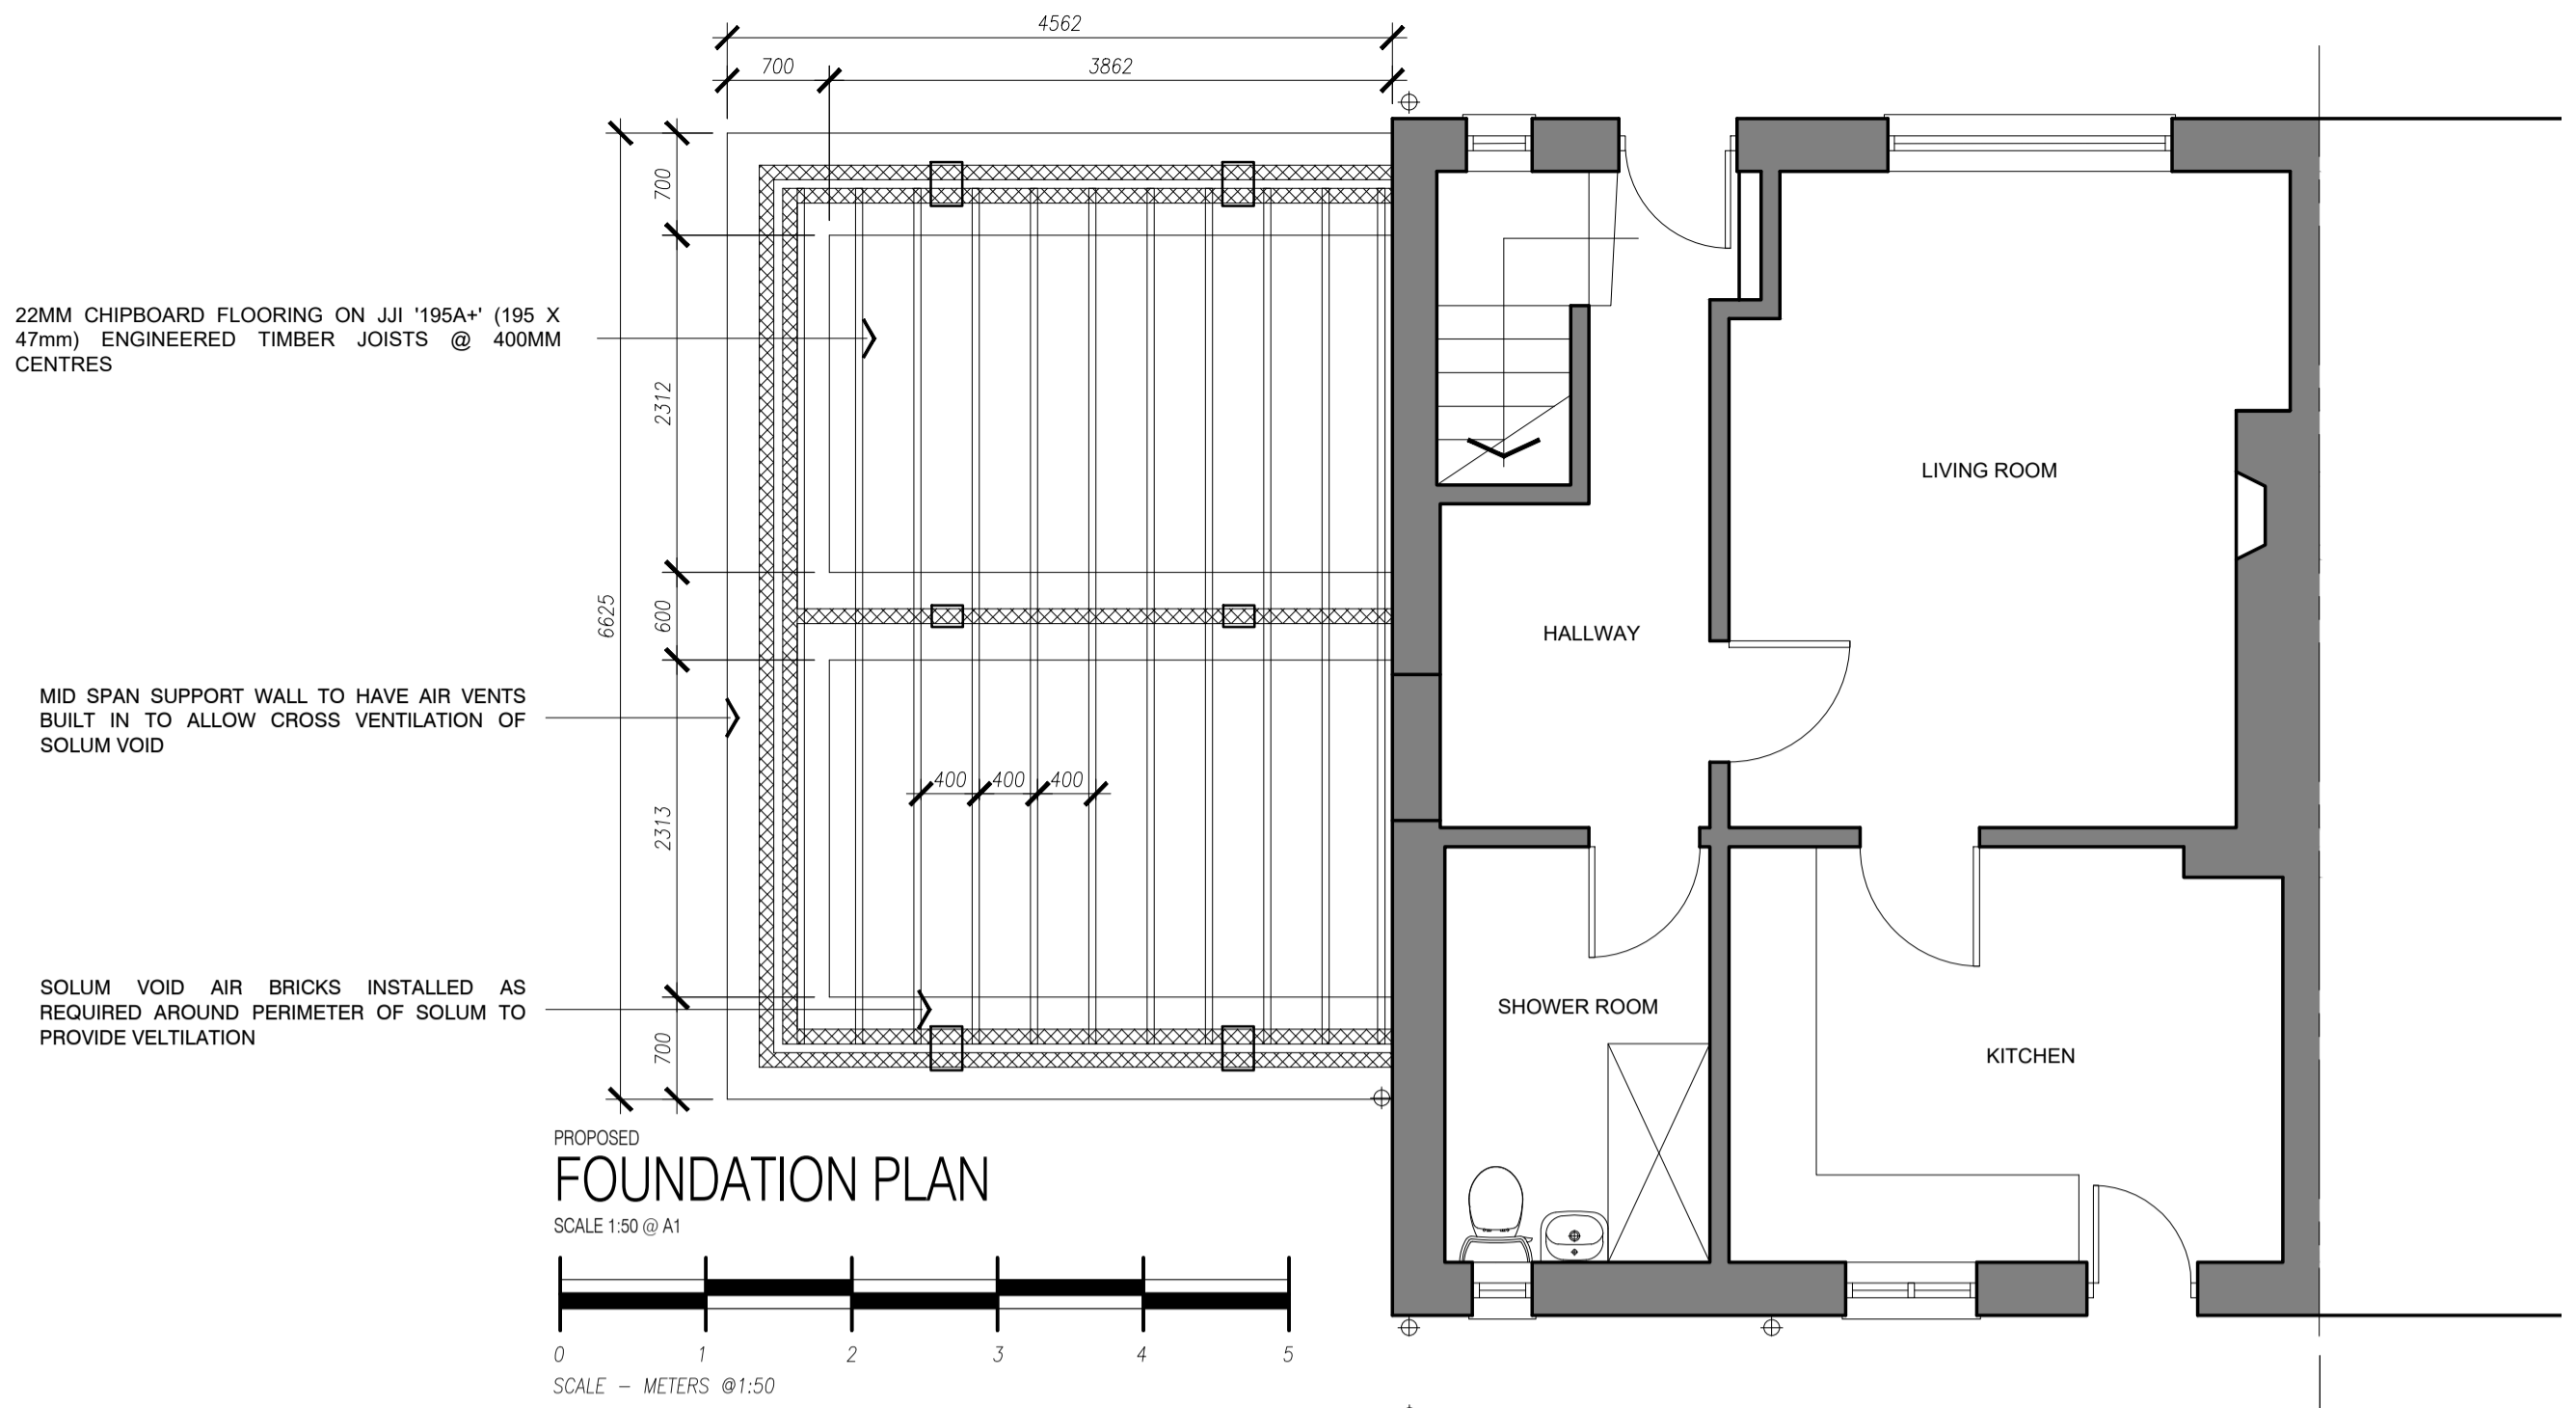 4562
700
3862
700
22MM CHIPBOARD FLOORING ON JJI '195A+' (195 X
47mm) ENGINEERED TIMBER JOISTS @ 400MM
CENTRES
2312
LIVING ROOM
6625
600
HALLWAY
MID SPAN SUPPORT WALL TO HAVE AIR VENTS
BUILT IN TO ALLOW CROSS VENTILATION OF
SOLUM VOID
400 400 400
2313
SOLUM VOID AIR BRICKS INSTALLED AS
REQUIRED AROUND PERIMETER OF SOLUM TO
PROVIDE VELTILATION
SHOWER ROOM
700
KITCHEN
PROPOSED
FOUNDATION PLAN
SCALE 1:50 @ A1
0 1 2 3 4 5
SCALE - METERS @1:50